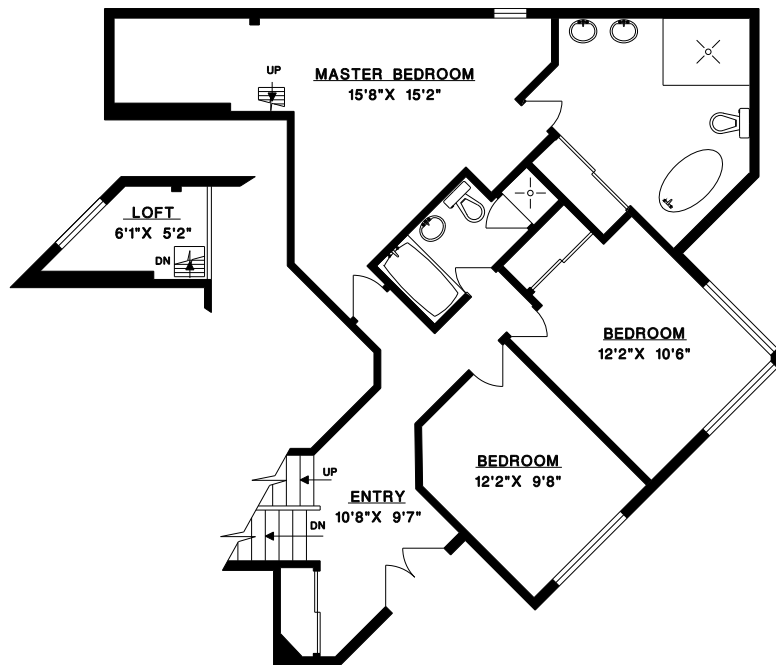 UP
MASTER BEDROOM
15'8"X 15'2"
LOFT
6'1"X 5'2"
DN
BEDROOM
12'2"X 10'6"
BEDROOM
12'2"X 9'8"
UP
ENTRY
10'8"X 9'7"
DN